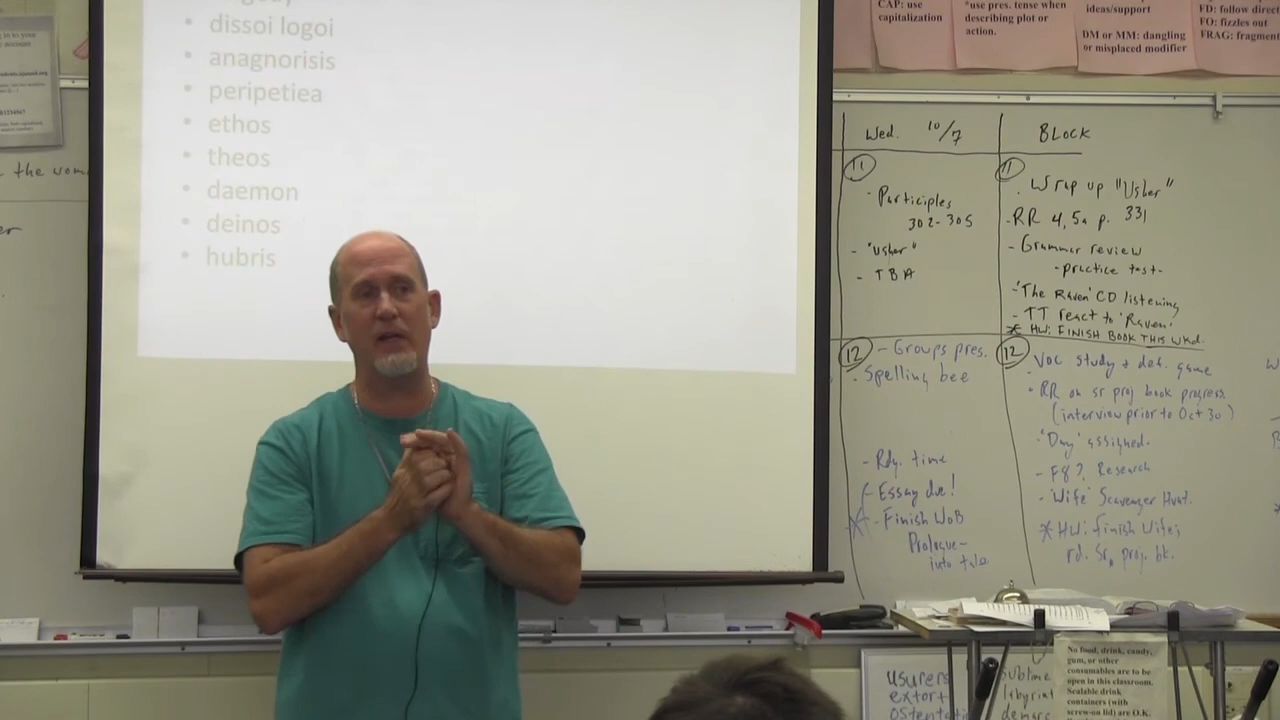 dissoi logoi
anagnorisis
peripetiea
ethos
theos
daemon
deinos
hubris
in to your
account
the wom
CAP: use
capitalization
*use pres. tense when
describing plot or
action.
ideas/support
DM or MM: dangling
or misplaced modifier
FD: follow direct
FO: fizzles out
FRAG: fragment
Wed. 10/7
11
- Participles
302-305
- "Usher"
- TBA
12
- Groups pres.
. Spelling bee
- Rdg. time
- Essay due!
* - Finish WoB
Prologue-
into tale.
BLOCK
11
. Wrap up "Usher"
- RR 4, 5a p. 331
- Grammar review
- practice test-
- 'The Raven' CD listening
- TT react to 'Raven'
* HW: FINISH BOOK THIS WKd.
12
Voc study + def. game
RR on sr proj book progress
(interview prior to Oct 30)
'Day' assigned.
- F8? Research
- 'Wife' Scavenger Hunt.
* HW: finish Wife;
rd. Sr. proj. bk.
usurer
extort
sublime
No food, drink, candy,
gum, or other
consumables are to be
open in this classroom.
Sealable drink
containers (with
screw-on lid) are O.K.